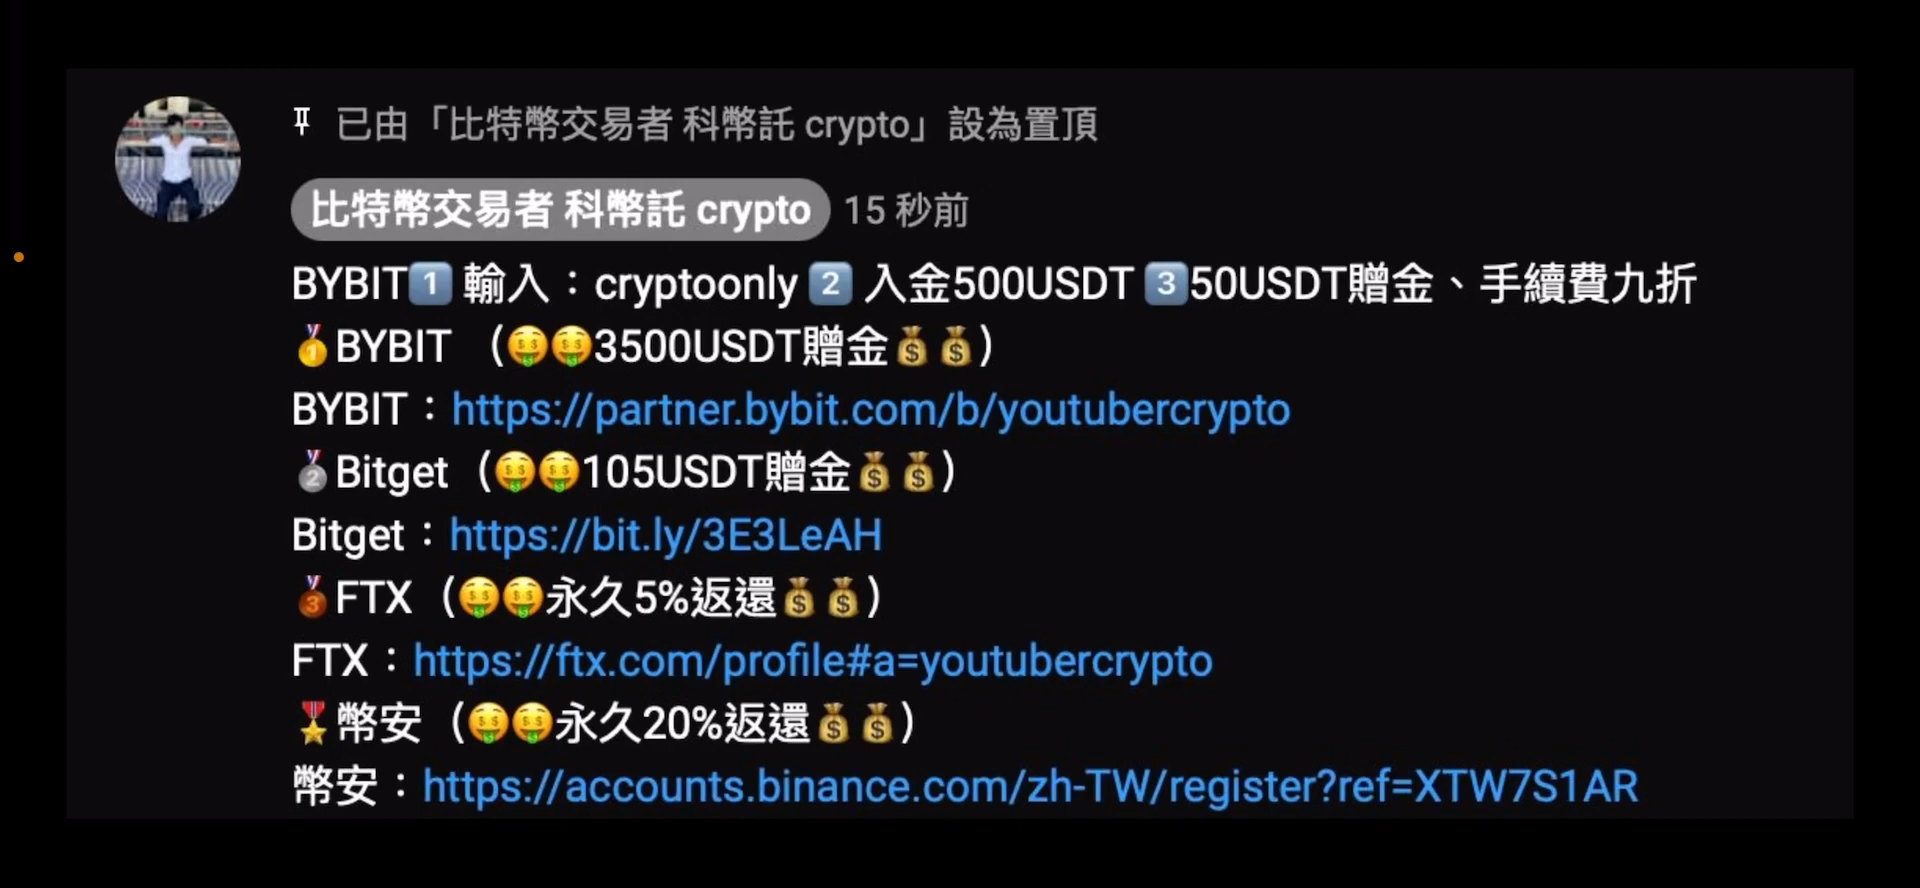 已由「比特幣交易者 科幣託 crypto」設為置頂
比特幣交易者 科幣託 crypto 15 秒前
BYBIT1️⃣ 輸入：cryptoonly 2️⃣ 入金500USDT 3️⃣50USDT贈金、手續費九折
🥇BYBIT （🤑🤑3500USDT贈金💰💰）
BYBIT：https://partner.bybit.com/b/youtubercrypto
🥈Bitget（🤑🤑105USDT贈金💰💰）
Bitget：https://bit.ly/3E3LeAH
🥉FTX（🤑🤑永久5%返還💰💰）
FTX：https://ftx.com/profile#a=youtubercrypto
🎖幣安（🤑🤑永久20%返還💰💰）
幣安：https://accounts.binance.com/zh-TW/register?ref=XTW7S1AR